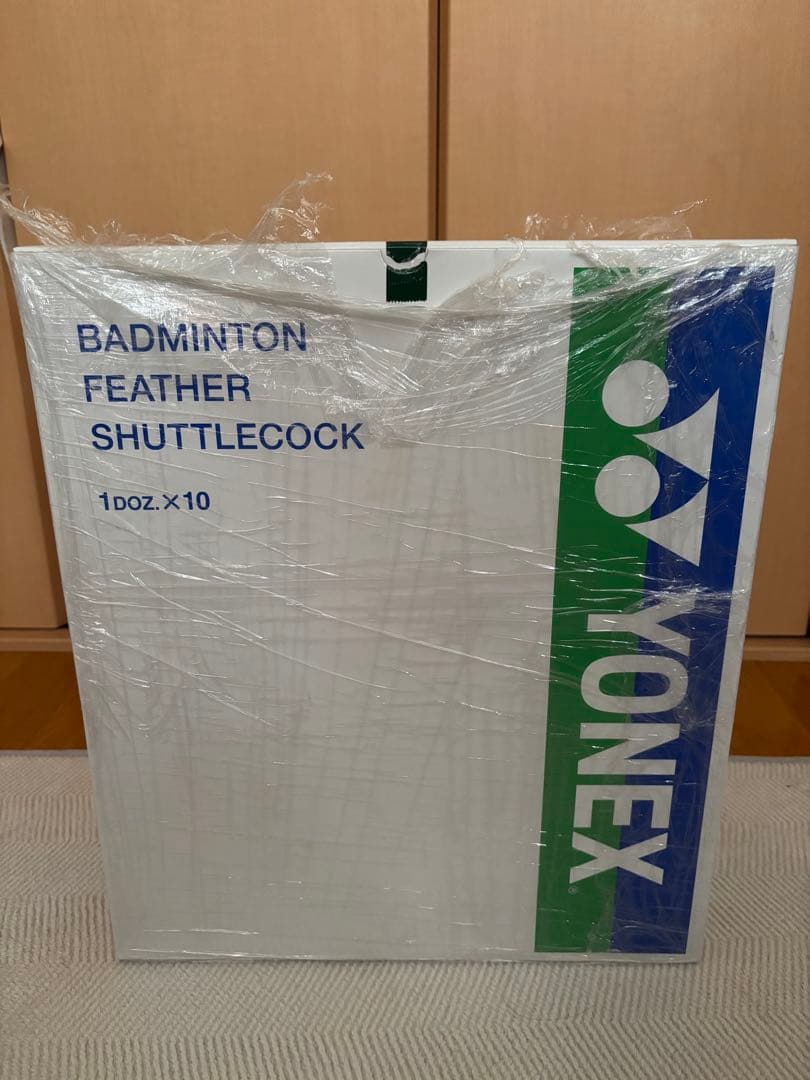 BADMINTON
FEATHER
SHUTTLECOCK
1DOZ.×10
YONEX®